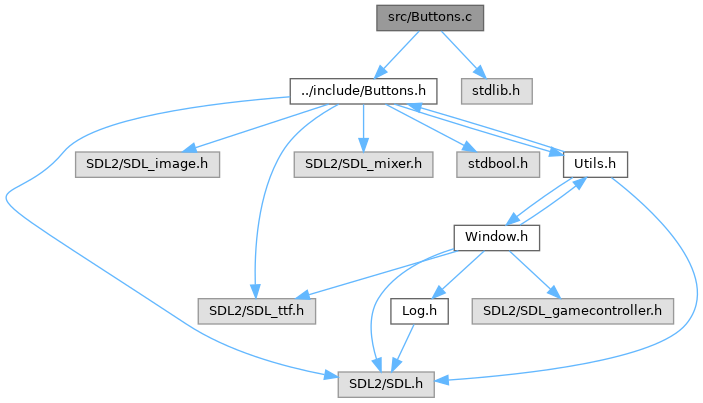 src/Buttons.c
../include/Buttons.h
stdlib.h
SDL2/SDL_image.h
SDL2/SDL_mixer.h
stdbool.h
Utils.h
Window.h
SDL2/SDL_ttf.h
Log.h
SDL2/SDL_gamecontroller.h
SDL2/SDL.h